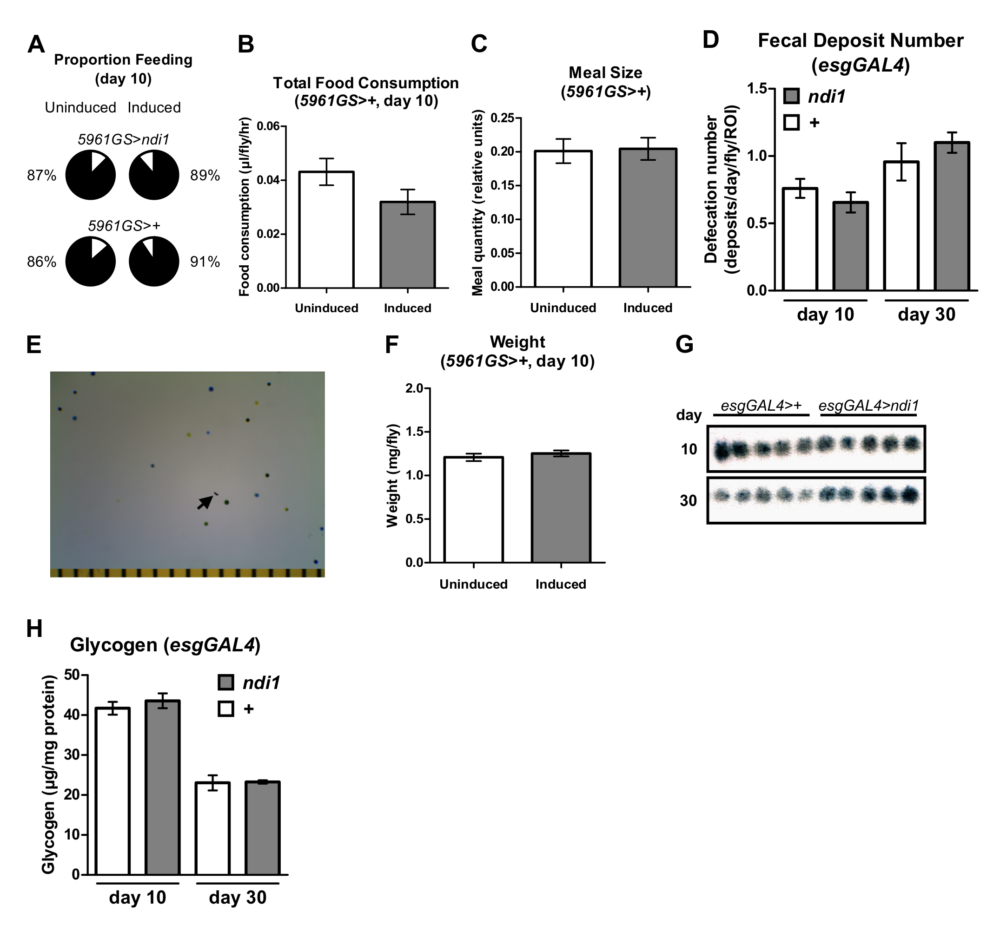 A
Proportion Feeding
(day 10)
Uninduced Induced
5961GS>ndi1
87% 89%
5961GS>+
86% 91%
B
Total Food Consumption
(5961GS>+, day 10)
Food consumption (µl/fly/hr)
0.06
0.04
0.02
0.00
Uninduced Induced
C
Meal Size
(5961GS>+)
Meal quantity (relative units)
0.25
0.20
0.15
0.10
0.05
0.00
Uninduced Induced
D
Fecal Deposit Number
(esgGAL4)
Defecation number
(deposits/day/fly/ROI)
1.5
1.0
0.5
0.0
ndi1
+
day 10 day 30
E
F
Weight
(5961GS>+, day 10)
Weight (mg/fly)
2.0
1.5
1.0
0.5
0.0
Uninduced Induced
G
day
esgGAL4>+ esgGAL4>ndi1
10
30
H
Glycogen (esgGAL4)
Glycogen (µg/mg protein)
50
40
30
20
10
0
ndi1
+
day 10 day 30